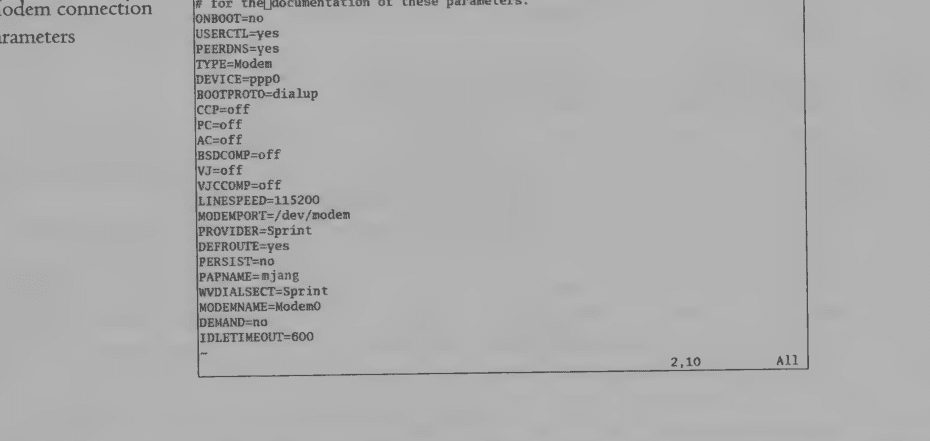 odem connection
rameters
# for the documentation of these parameters.
ONBOOT=no
USERCTL=yes
PEERDNS=yes
TYPE=Modem
DEVICE=ppp0
BOOTPROTO=dialup
CCP=off
PC=off
AC=off
BSDCOMP=off
VJ=off
VJCCOMP=off
LINESPEED=115200
MODEMPORT=/dev/modem
PROVIDER=Sprint
DEFROUTE=yes
PERSIST=no
PAPNAME=mjang
WVDIALSECT=Sprint
MODEMNAME=Modem0
DEMAND=no
IDLETIMEOUT=600
~
2,10 All